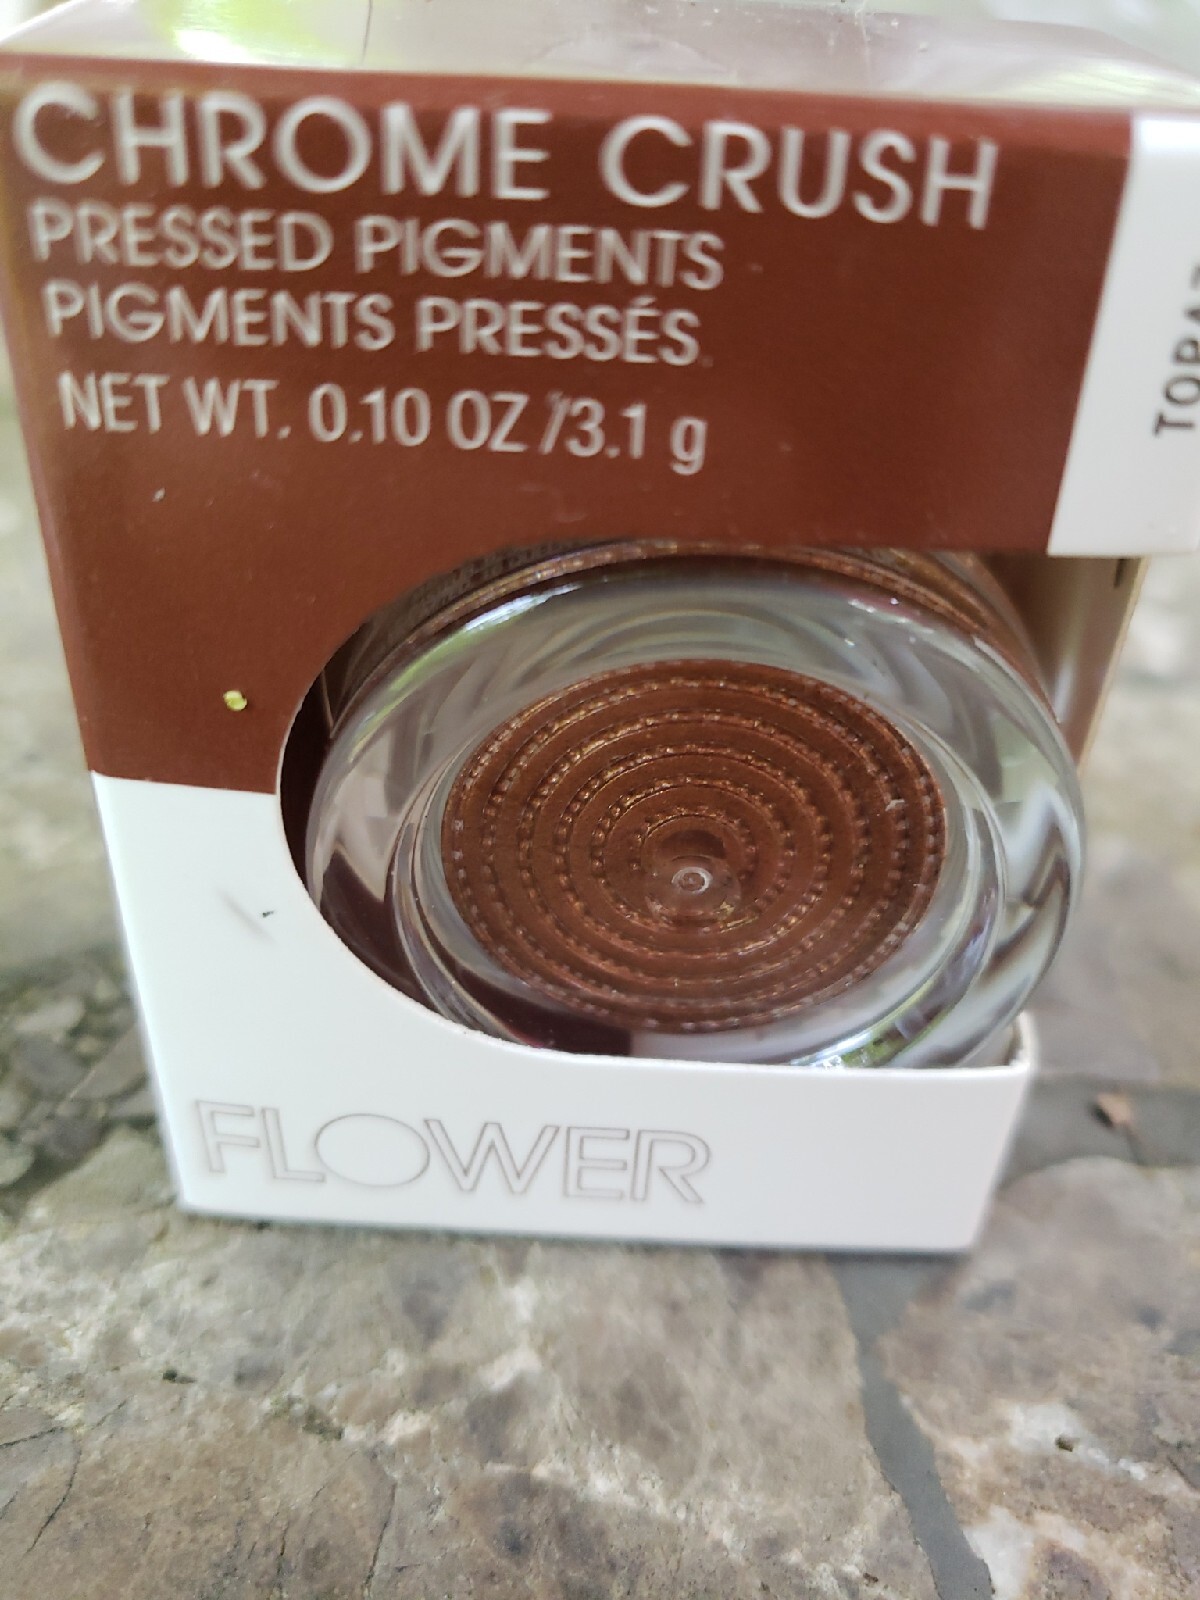 CHROME CRUSH
PRESSED PIGMENTS
PIGMENTS PRESSÉS
NET WT. 0.10 OZ /3.1 g
FLOWER